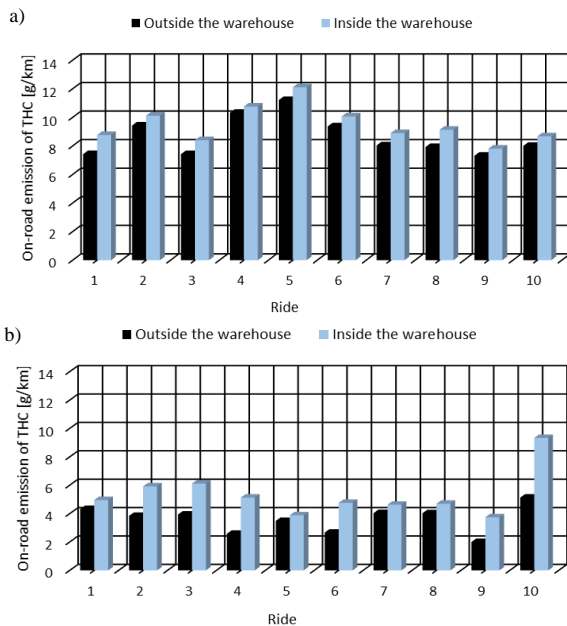 a)
Outside the warehouse Inside the warehouse
On-road emission of THC [g/km]
14
12
10
8
6
4
2
0
1 2 3 4 5 6 7 8 9 10
Ride
b)
Outside the warehouse Inside the warehouse
On-road emission of THC [g/km]
14
12
10
8
6
4
2
0
1 2 3 4 5 6 7 8 9 10
Ride